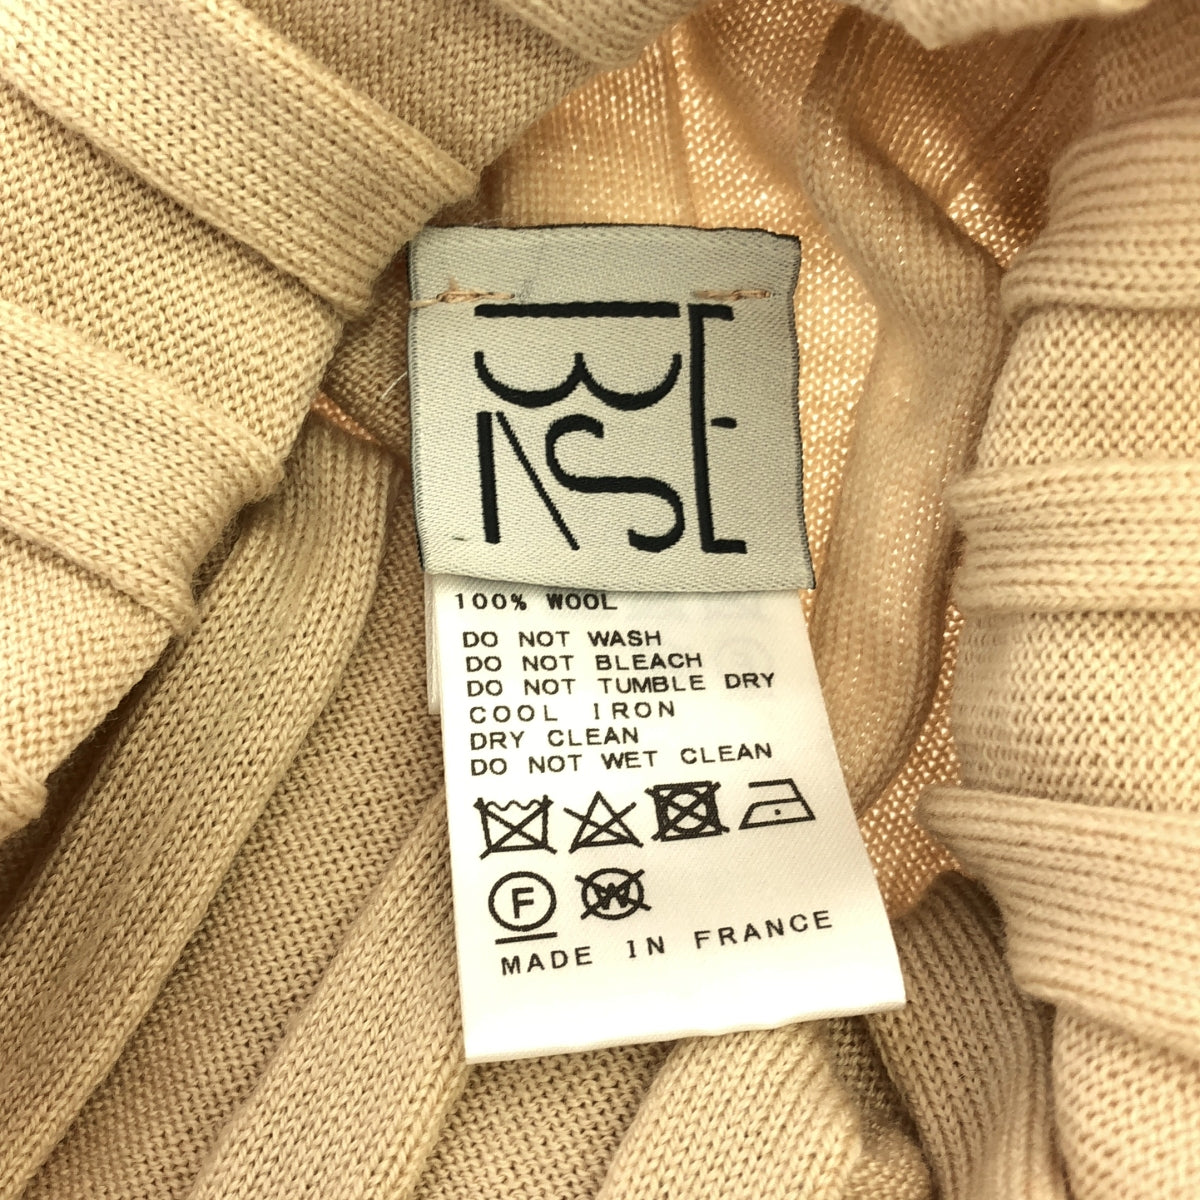 100% WOOL
DO NOT WASH
DO NOT BLEACH
DO NOT TUMBLE DRY
COOL IRON
DRY CLEAN
DO NOT WET CLEAN
F W
MADE IN FRANCE